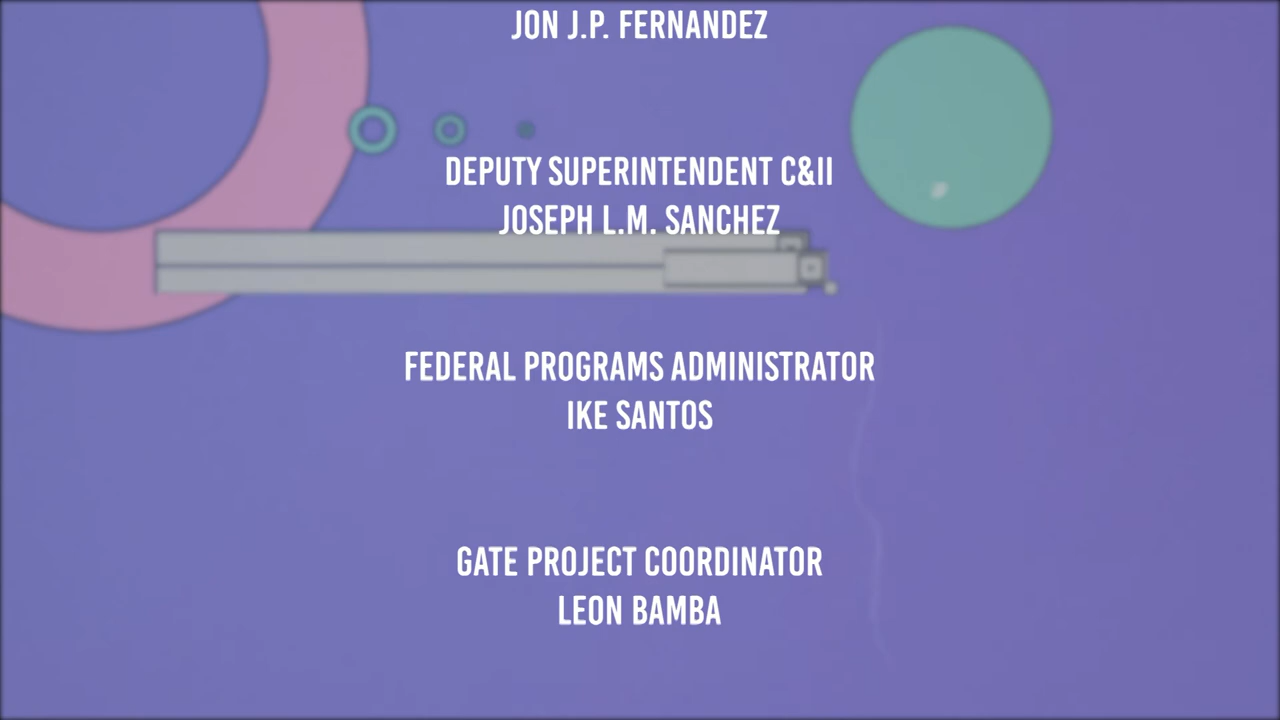 JON J.P. FERNANDEZ
DEPUTY SUPERINTENDENT C&II
JOSEPH L.M. SANCHEZ
FEDERAL PROGRAMS ADMINISTRATOR
IKE SANTOS
GATE PROJECT COORDINATOR
LEON BAMBA